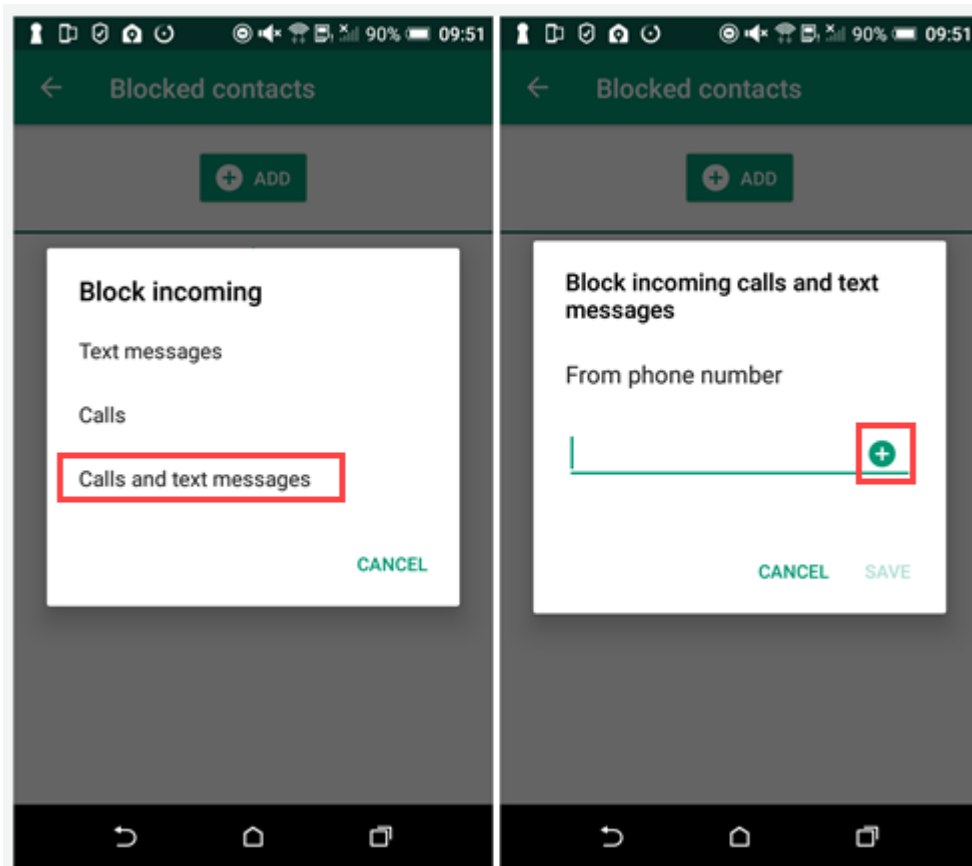 90% 09:51
Blocked contacts
ADD
Block incoming
Text messages
Calls
Calls and text messages
CANCEL
90% 09:51
Blocked contacts
ADD
Block incoming calls and text
messages
From phone number
CANCEL SAVE